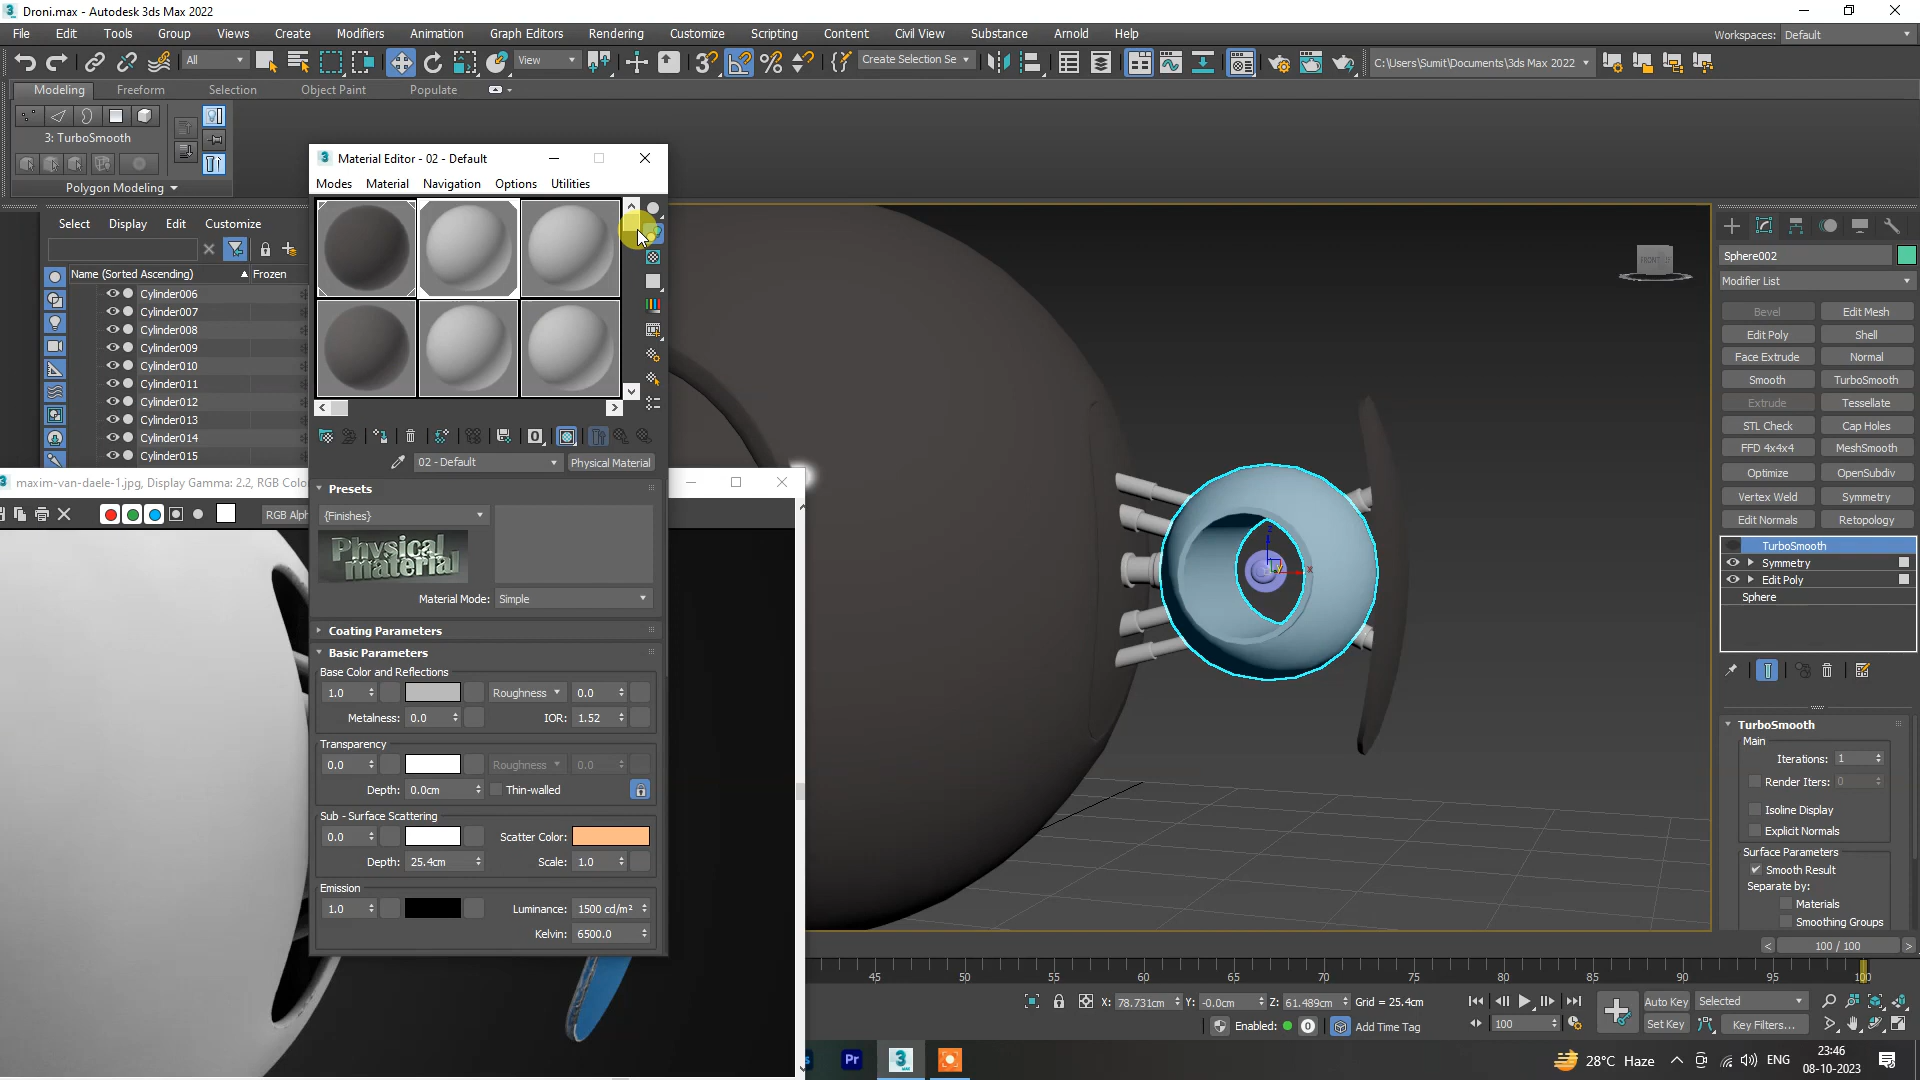 Droni.max - Autodesk 3ds Max 2022
File Edit Tools Group Views Create Modifiers Animation Graph Editors Rendering Customize Scripting Content Civil View Substance Arnold Help
Workspaces: Default
All
View
Create Selection Se
C:\Users\Sumit\Documents\3ds Max 2022
Modeling Freeform Selection Object Paint Populate
3: TurboSmooth
Polygon Modeling
Select Display Edit Customize
Name (Sorted Ascending) Frozen
Cylinder006
Cylinder007
Cylinder008
Cylinder009
Cylinder010
Cylinder011
Cylinder012
Cylinder013
Cylinder014
Cylinder015
maxim-van-daele-1.jpg, Display Gamma: 2.2, RGB Colo
RGB Alph
Material Editor - 02 - Default
Modes Material Navigation Options Utilities
02 - Default
Physical Material
Presets
{Finishes}
Physical material
Material Mode: Simple
Coating Parameters
Basic Parameters
Base Color and Reflections
1.0 Roughness 0.0
Metalness: 0.0 IOR: 1.52
Transparency
0.0 Roughness 0.0
Depth: 0.0cm Thin-walled
Sub - Surface Scattering
0.0 Scatter Color:
Depth: 25.4cm Scale: 1.0
Emission
1.0 Luminance: 1500 cd/m²
Kelvin: 6500.0
FRONT
x
Sphere002
Modifier List
Bevel Edit Mesh
Edit Poly Shell
Face Extrude Normal
Smooth TurboSmooth
Extrude Tessellate
STL Check Cap Holes
FFD 4x4x4 MeshSmooth
Optimize OpenSubdiv
Vertex Weld Symmetry
Edit Normals Retopology
TurboSmooth
Symmetry
Edit Poly
Sphere
TurboSmooth
Main
Iterations: 1
Render Iters: 0
Isoline Display
Explicit Normals
Surface Parameters
Smooth Result
Separate by:
Materials
Smoothing Groups
100 / 100
45 50 55 60 65 70 75 80 85 90 95 100
X: 78.731cm Y: -0.0cm Z: 61.489cm Grid = 25.4cm
Enabled: 0 Add Time Tag
100
Auto Key Selected
Set Key Key Filters...
Pr
3
28°C Haze
ENG
23:46
08-10-2023